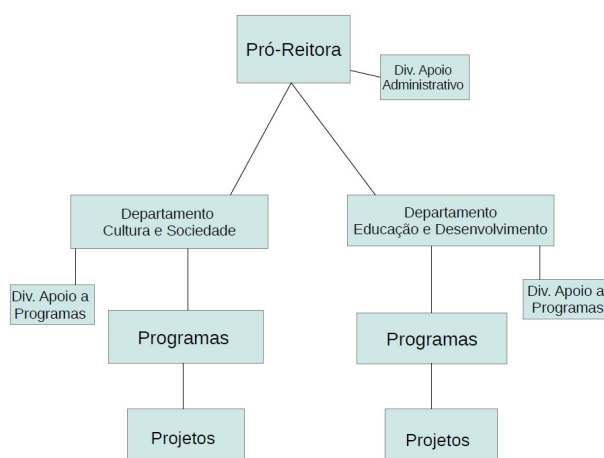 Pró-Reitora
Div. Apoio
Administrativo
Departamento
Cultura e Sociedade
Departamento
Educação e Desenvolvimento
Div. Apoio a
Programas
Div. Apoio a
Programas
Programas
Programas
Projetos
Projetos